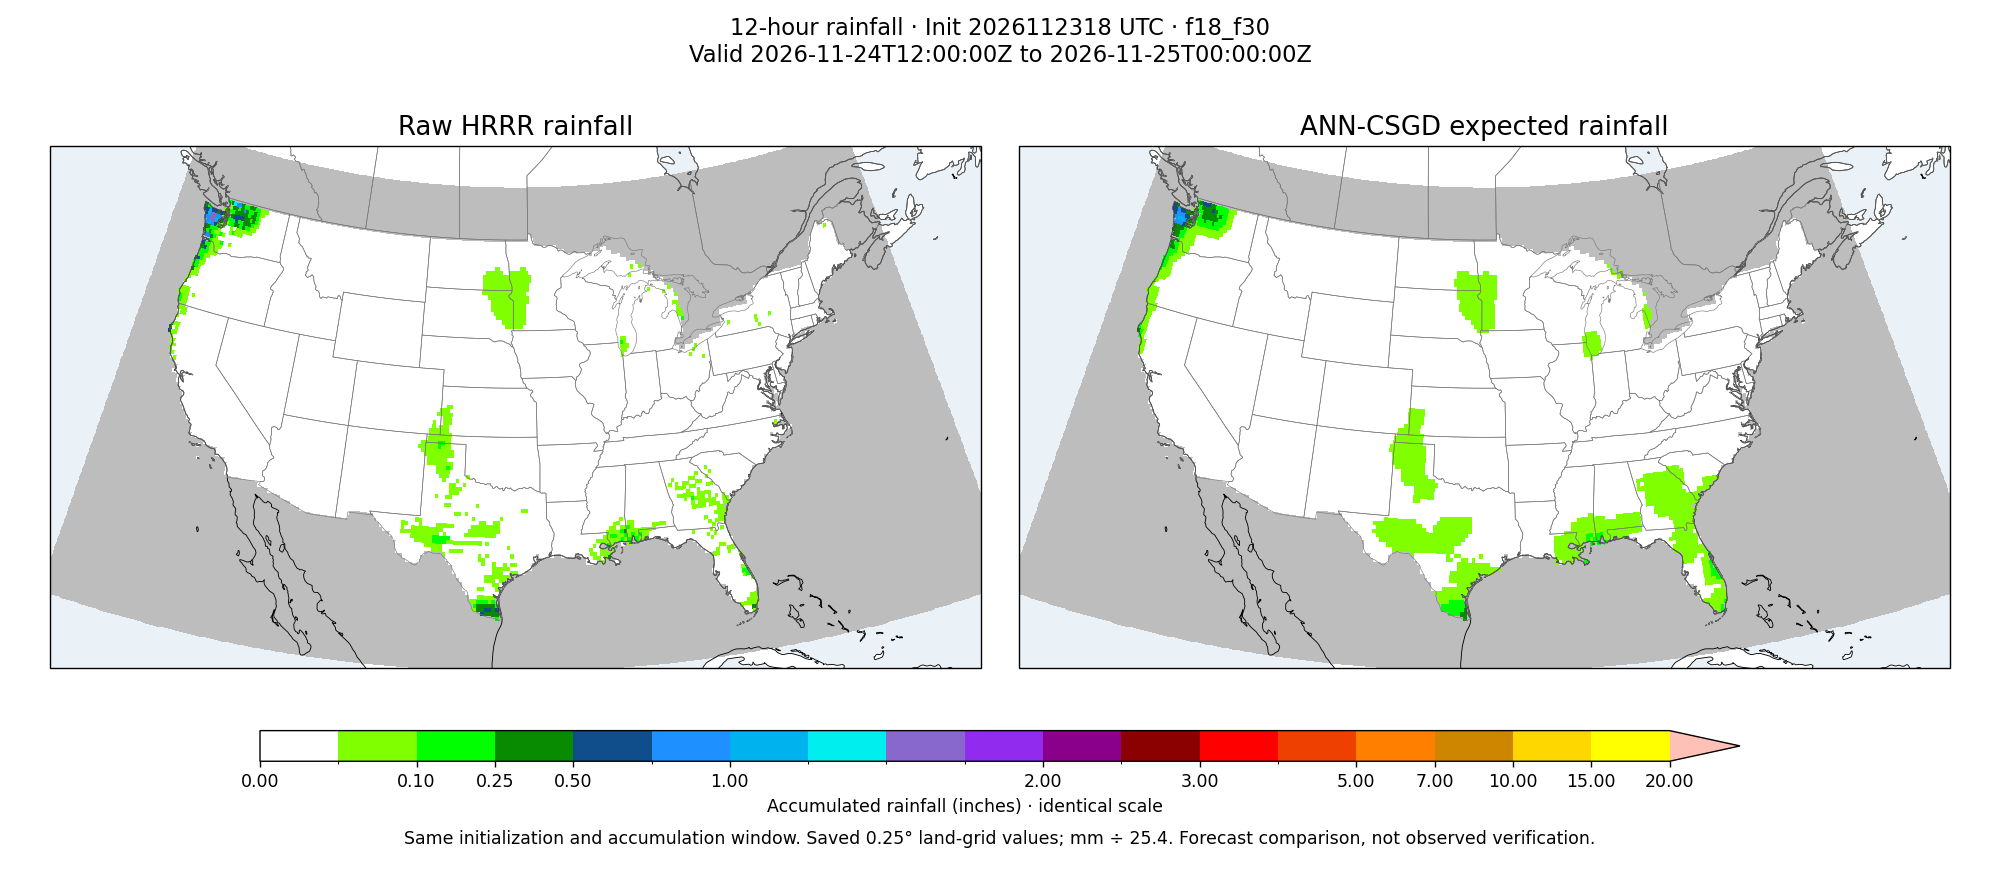 12-hour rainfall · Init 2026112318 UTC · f18_f30
Valid 2026-11-24T12:00:00Z to 2026-11-25T00:00:00Z
Raw HRRR rainfall
ANN-CSGD expected rainfall
0.00 0.10 0.25 0.50 1.00 2.00 3.00 5.00 7.00 10.00 15.00 20.00
Accumulated rainfall (inches) · identical scale
Same initialization and accumulation window. Saved 0.25° land-grid values; mm ÷ 25.4. Forecast comparison, not observed verification.